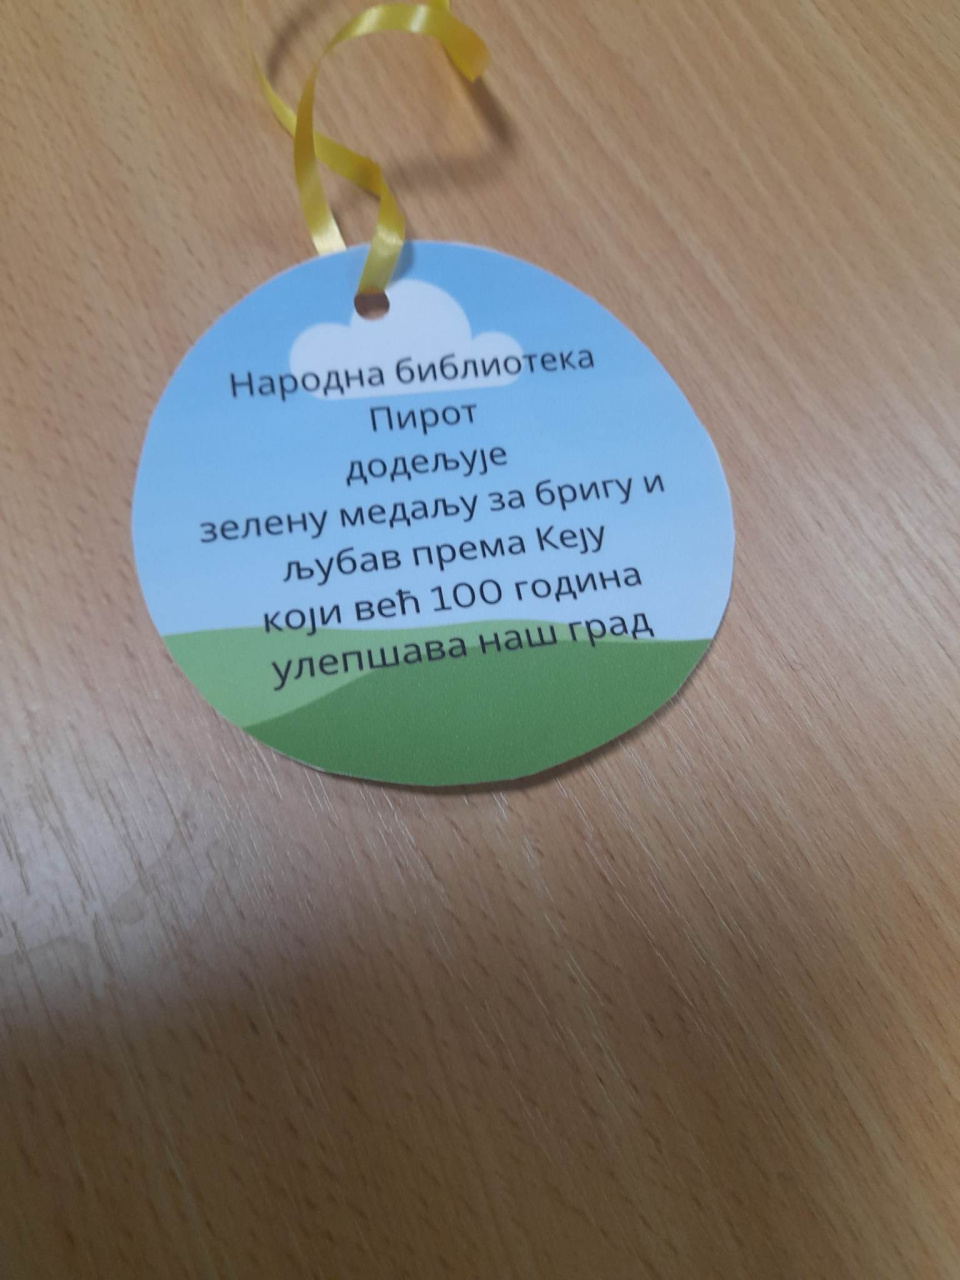 Народна библиотека
Пирот
додељује
зелену медаљу за бригу и
љубав према Кеју
који већ 100 година
улепшава наш град